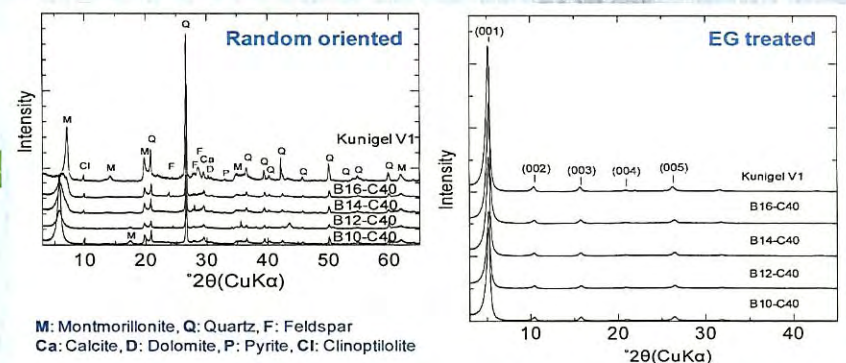 Random oriented
Q
M
Cl
M
M
Q
F
F
F
Ca
D
P
M
Q
Q
Q
Q
Q
Q
Q
Q
Q
M
Kunigel V1
B16-C40
B14-C40
B12-C40
B10-C40
M
Intensity
10 20 30 40 50 60
°2θ(CuKα)
M: Montmorillonite, Q: Quartz, F: Feldspar
Ca: Calcite, D: Dolomite, P: Pyrite, Cl: Clinoptilolite
EG treated
(001)
(002) (003) (004) (005)
Kunigel V1
B16-C40
B14-C40
B12-C40
B10-C40
Intensity
10 20 30 40
°2θ(CuKα)